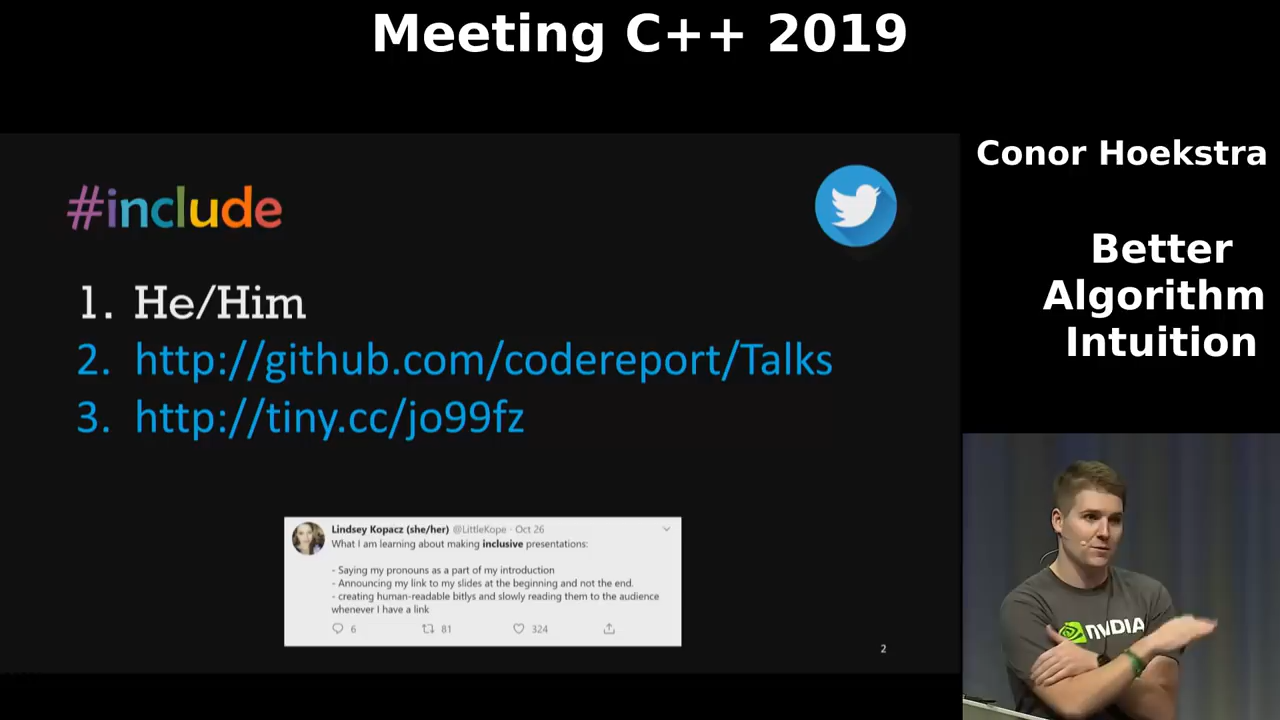 Meeting C++ 2019
#include
1. He/Him
2. http://github.com/codereport/Talks
3. http://tiny.cc/jo99fz
Lindsey Kopacz (she/her) @LittleKope · Oct 26
What I am learning about making inclusive presentations:
- Saying my pronouns as a part of my introduction
- Announcing my link to my slides at the beginning and not the end.
- creating human-readable bitlys and slowly reading them to the audience
whenever I have a link
6 81 324
2
Conor Hoekstra
Better
Algorithm
Intuition
NVIDIA